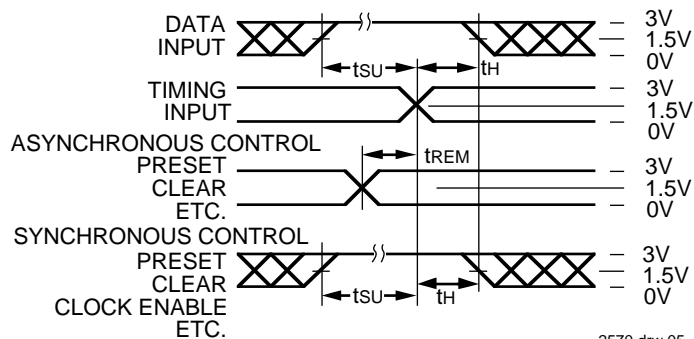 DATA
INPUT
3V
1.5V
0V
tSU
tH
TIMING
INPUT
3V
1.5V
0V
ASYNCHRONOUS CONTROL
PRESET
CLEAR
ETC.
tREM
3V
1.5V
0V
SYNCHRONOUS CONTROL
PRESET
CLEAR
CLOCK ENABLE
ETC.
tSU
tH
3V
1.5V
0V